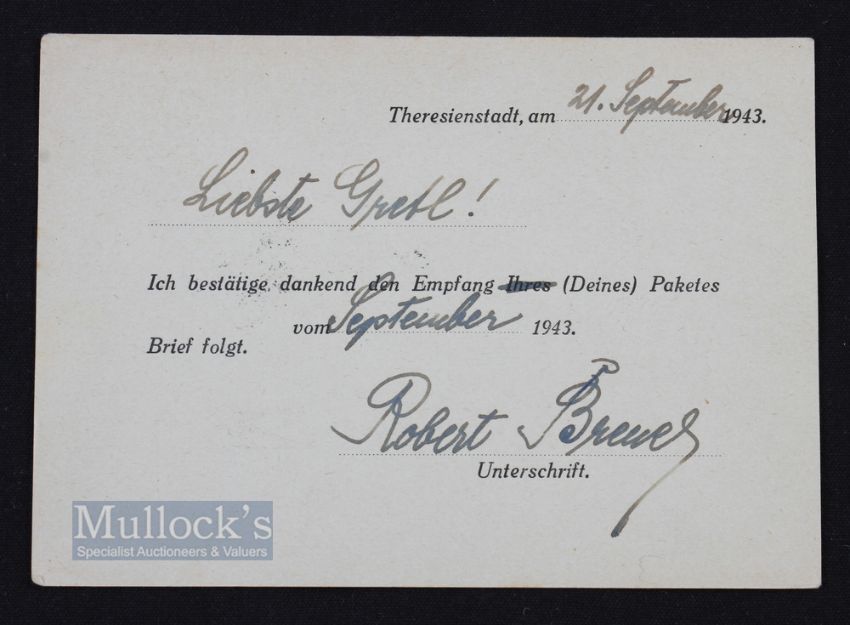 Theresienstadt, am 21. September 1943.
Liebste Gretl!
Ich bestätige dankend den Empfang Ihres (Deines) Paketes
vom September 1943.
Brief folgt.
Robert Breuer
Unterschrift.
Mullock's
Specialist Auctioneers & Valuers